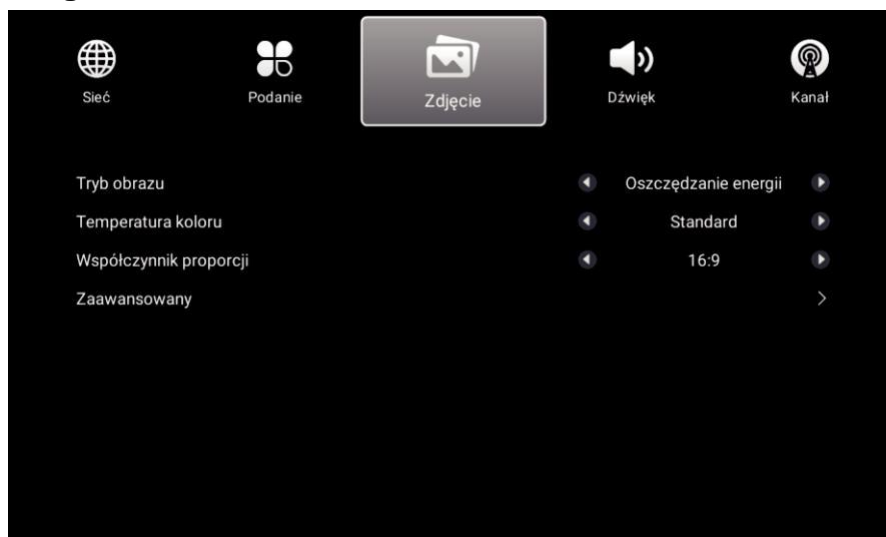 Sieć Podanie Zdjęcie Dźwięk Kanał
Tryb obrazu Oszczędzanie energii
Temperatura koloru Standard
Współczynnik proporcji 16:9
Zaawansowany